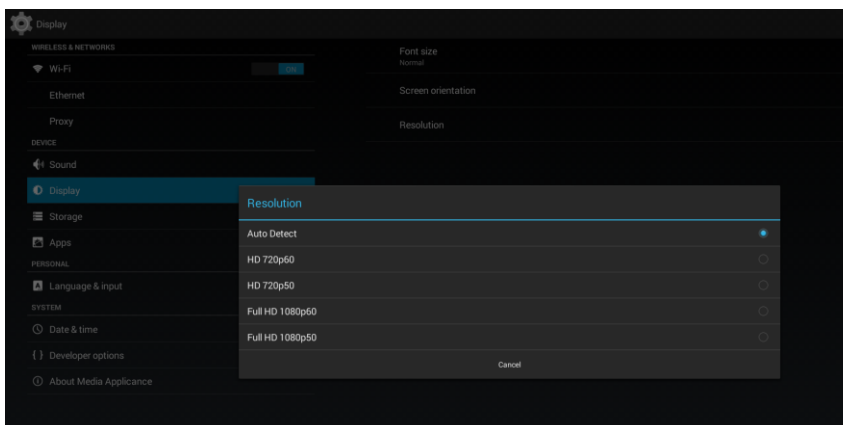 Display
WIRELESS & NETWORKS
Wi-Fi
ON
Ethernet
Proxy
DEVICE
Sound
Display
Storage
Apps
PERSONAL
A Language & input
SYSTEM
Date & time
{ } Developer options
About Media Applicance
Font size
Normal
Screen orientation
Resolution
Resolution
Auto Detect
HD 720p60
HD 720p50
Full HD 1080p60
Full HD 1080p50
Cancel